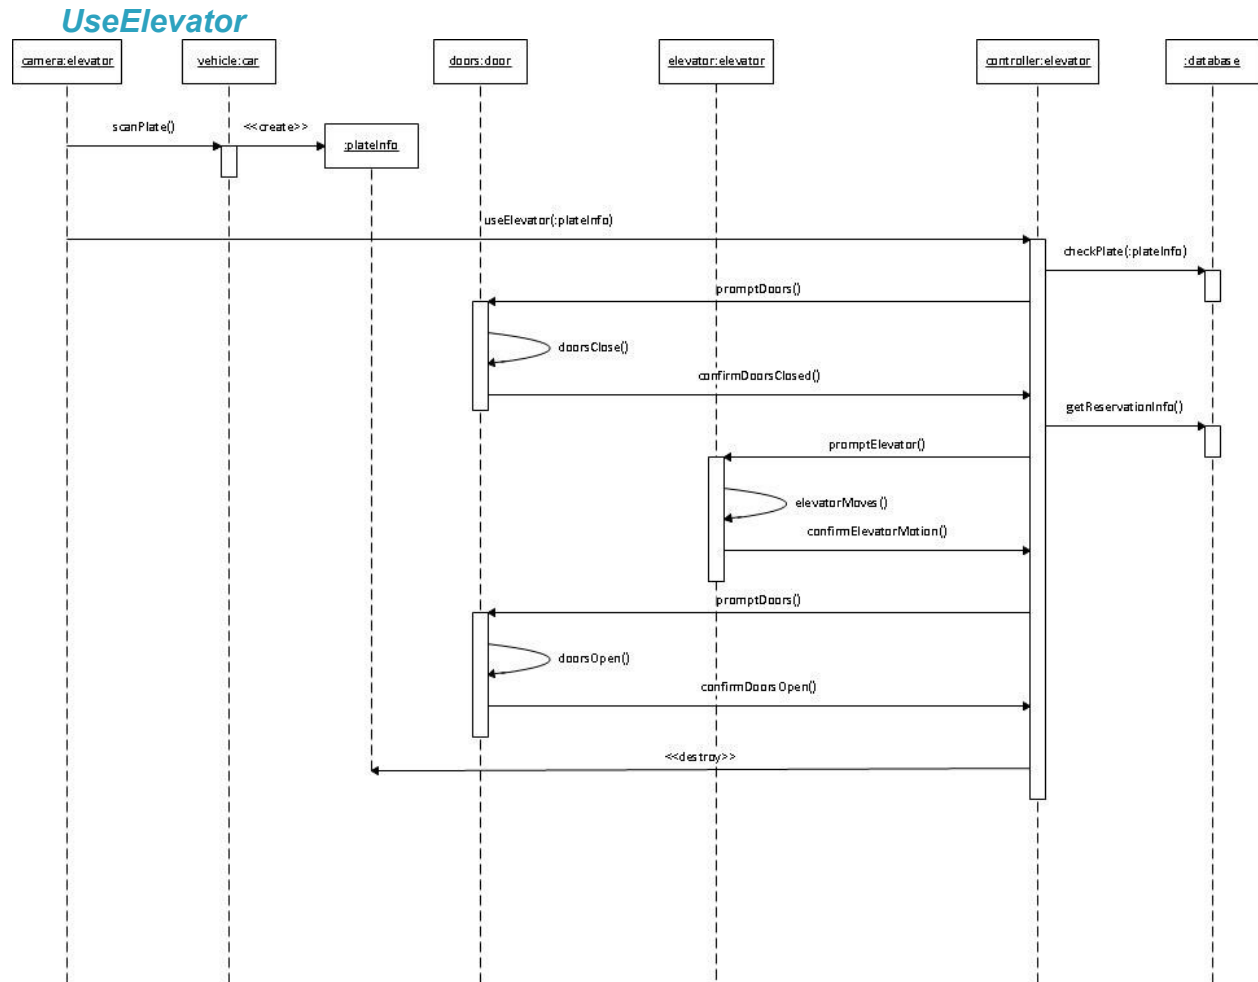 UseElevator
camera:elevator
vehicle:car
doors:door
elevator:elevator
controller:elevator
:database
scanPlate()
<<create>>
:plateInfo
useElevator(:plateInfo)
checkPlate(:plateInfo)
promptDoors()
doorsClose()
confirmDoorsClosed()
getReservationInfo()
promptElevator()
elevatorMoves()
confirmElevatorMotion()
promptDoors()
doorsOpen()
confirmDoorsOpen()
<<destroy>>